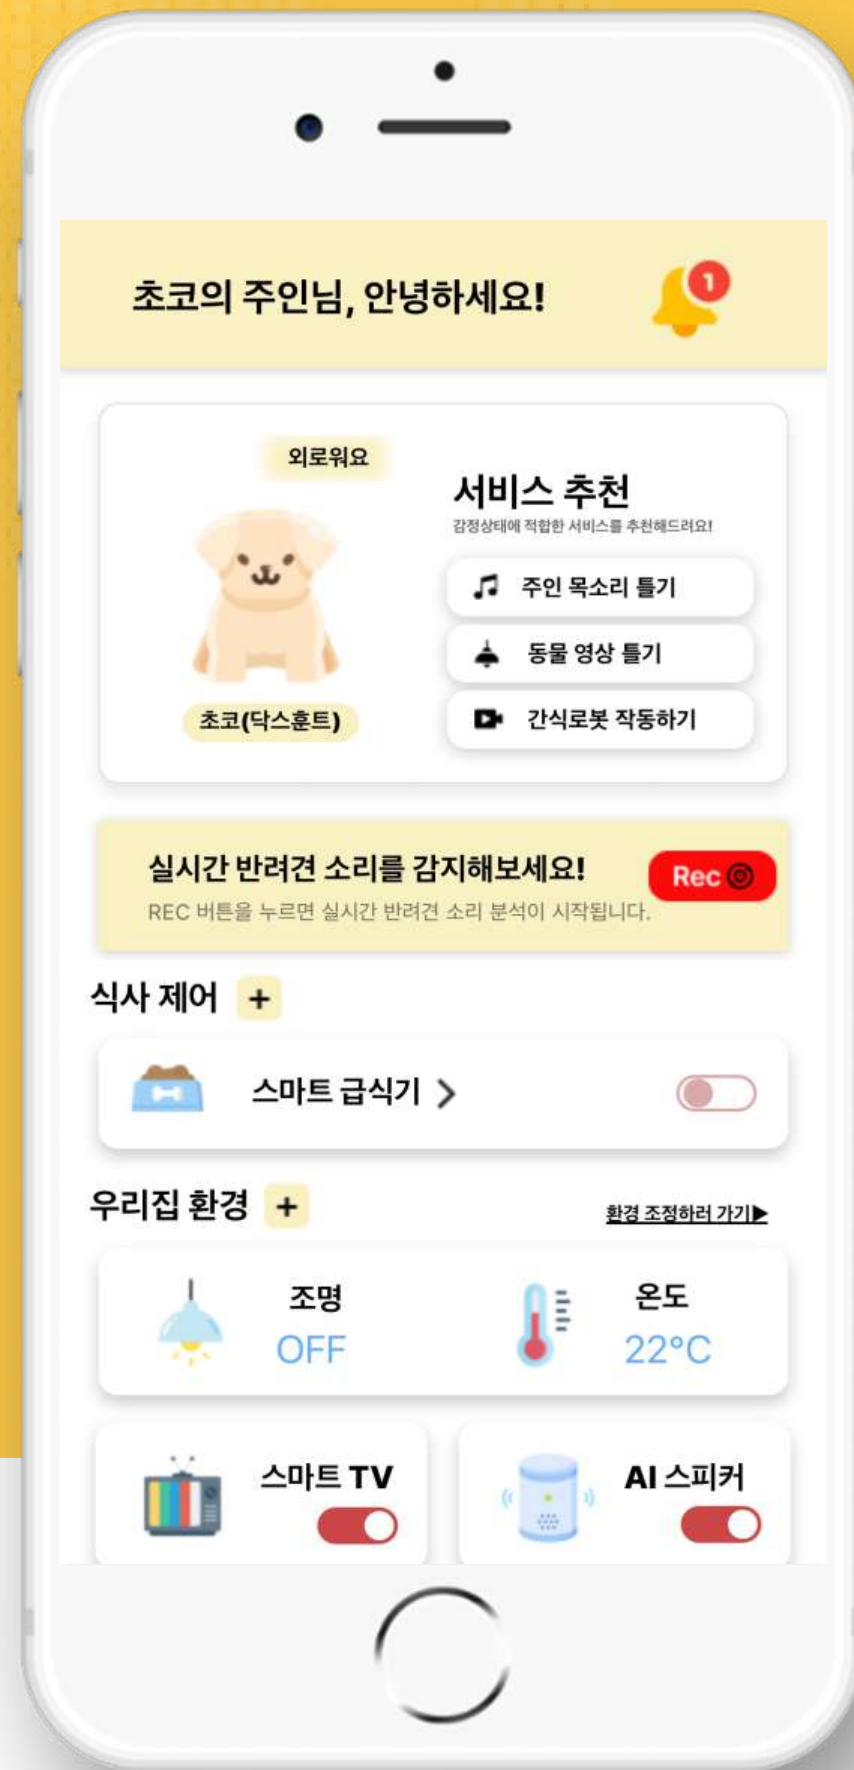 초코의 주인님, 안녕하세요!
1
외로워요
초코(닥스훈트)
서비스 추천
감정상태에 적합한 서비스를 추천해드려요!
주인 목소리 틀기
동물 영상 틀기
간식로봇 작동하기
실시간 반려견 소리를 감지해보세요!
REC 버튼을 누르면 실시간 반려견 소리 분석이 시작됩니다.
Rec
식사 제어 +
스마트 급식기 >
우리집 환경 +
환경 조정하러 가기▶
조명
OFF
온도
22°C
스마트 TV
AI 스피커